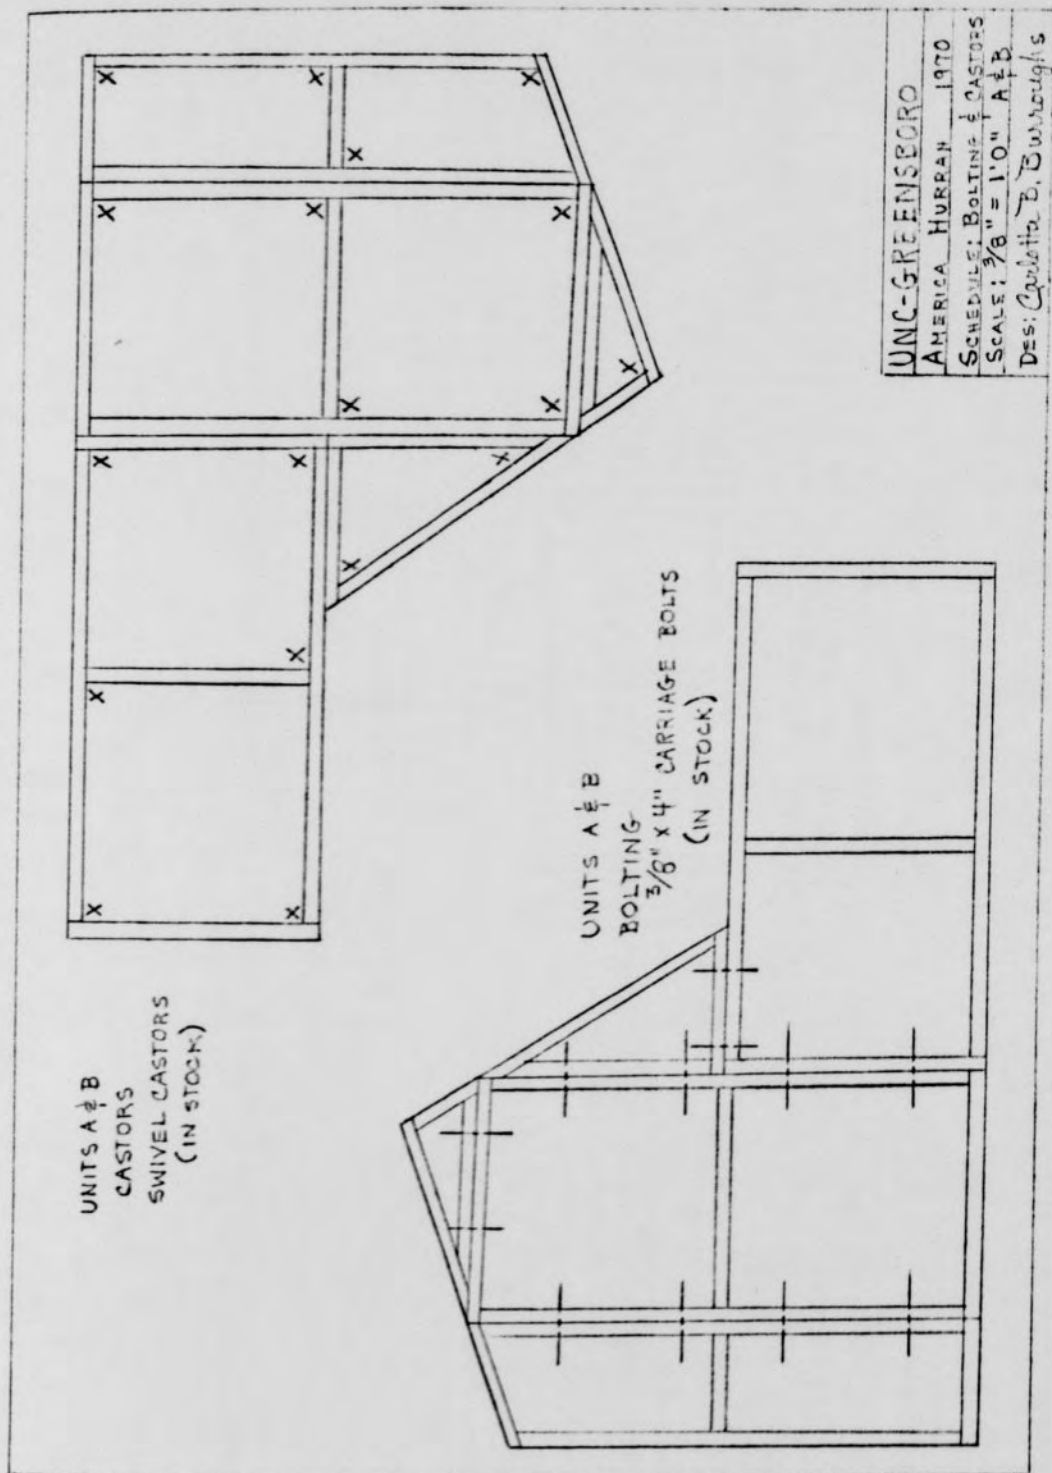 UNITS A & B
CASTORS
SWIVEL CASTORS
(IN STOCK)
UNITS A & B
BOLTING
3/8" x 4" CARRIAGE BOLTS
(IN STOCK)
UNC-GREENSBORO
AMERICA HURRAH 1970
SCHEDULE: BOLTING & CASTORS
SCALE: 3/8" = 1'0" A & B
DES: Carlotta B. Burroughs